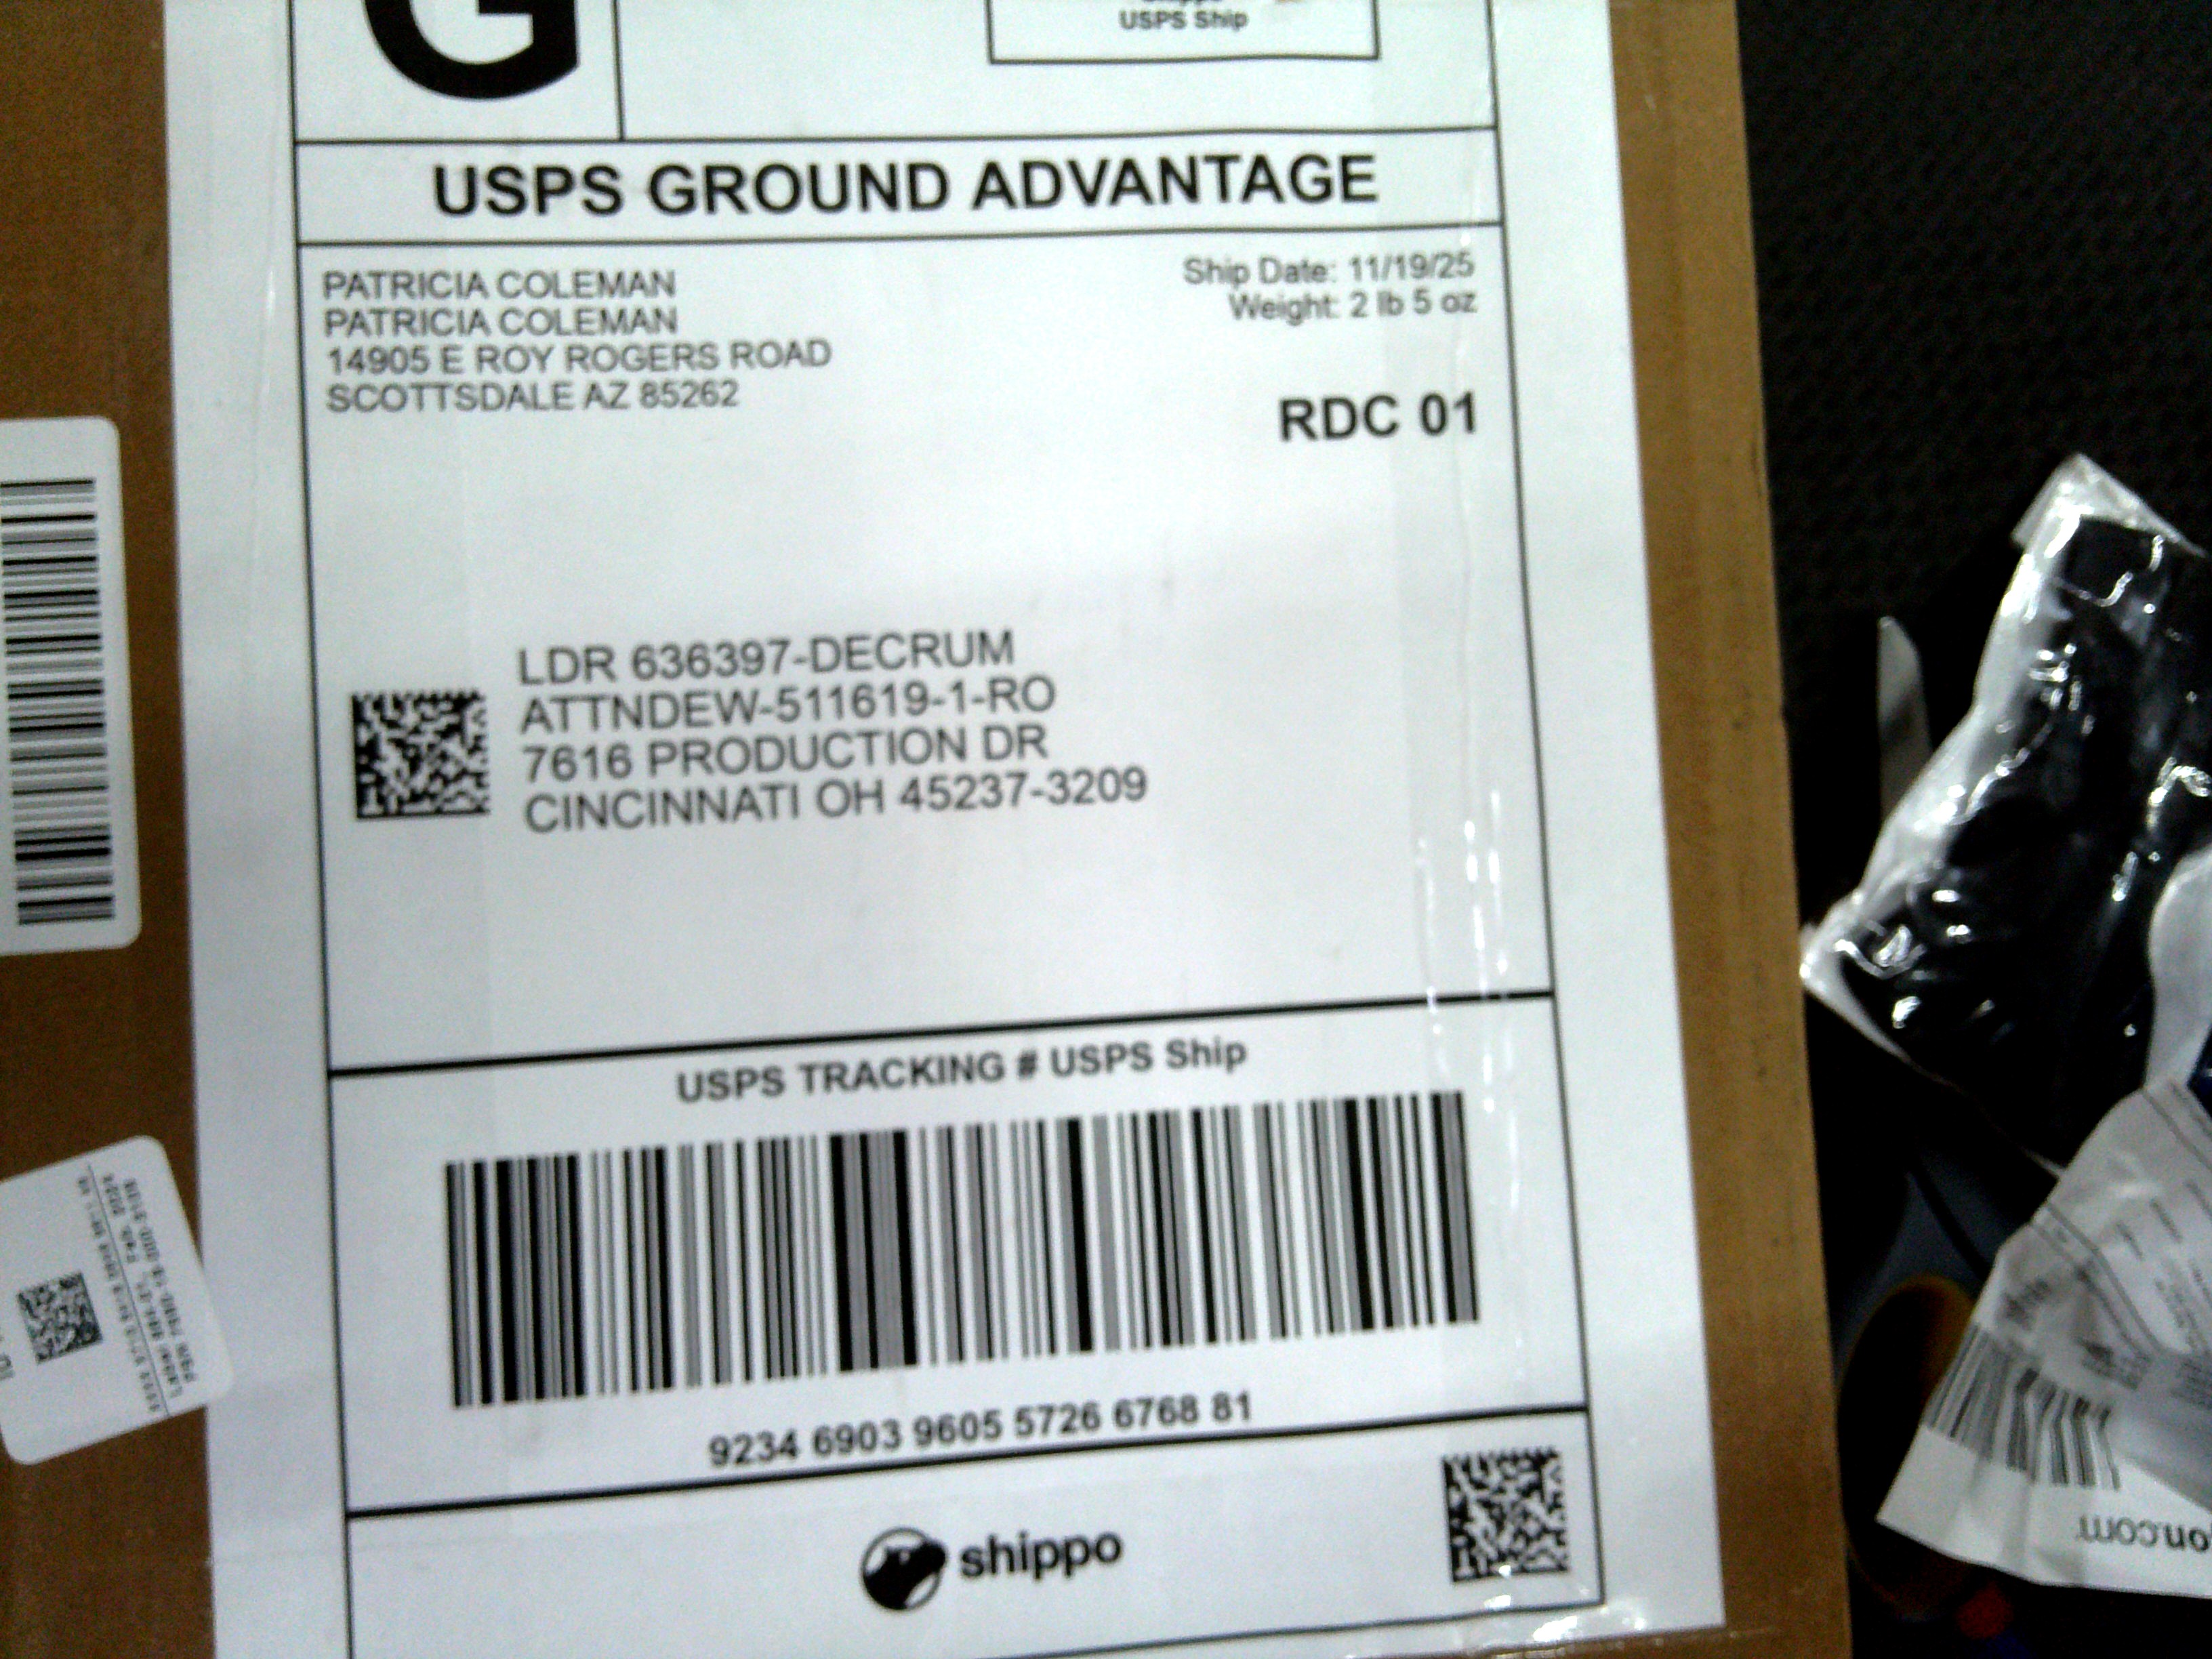 G
USPS Ship
USPS GROUND ADVANTAGE
PATRICIA COLEMAN
PATRICIA COLEMAN
14905 E ROY ROGERS ROAD
SCOTTSDALE AZ 85262
Ship Date: 11/19/25
Weight: 2 lb 5 oz
RDC 01
LDR 636397-DECRUM
ATTNDEW-511619-1-RO
7616 PRODUCTION DR
CINCINNATI OH 45237-3209
USPS TRACKING # USPS Ship
9234 6903 9605 5726 6768 81
shippo
on.com